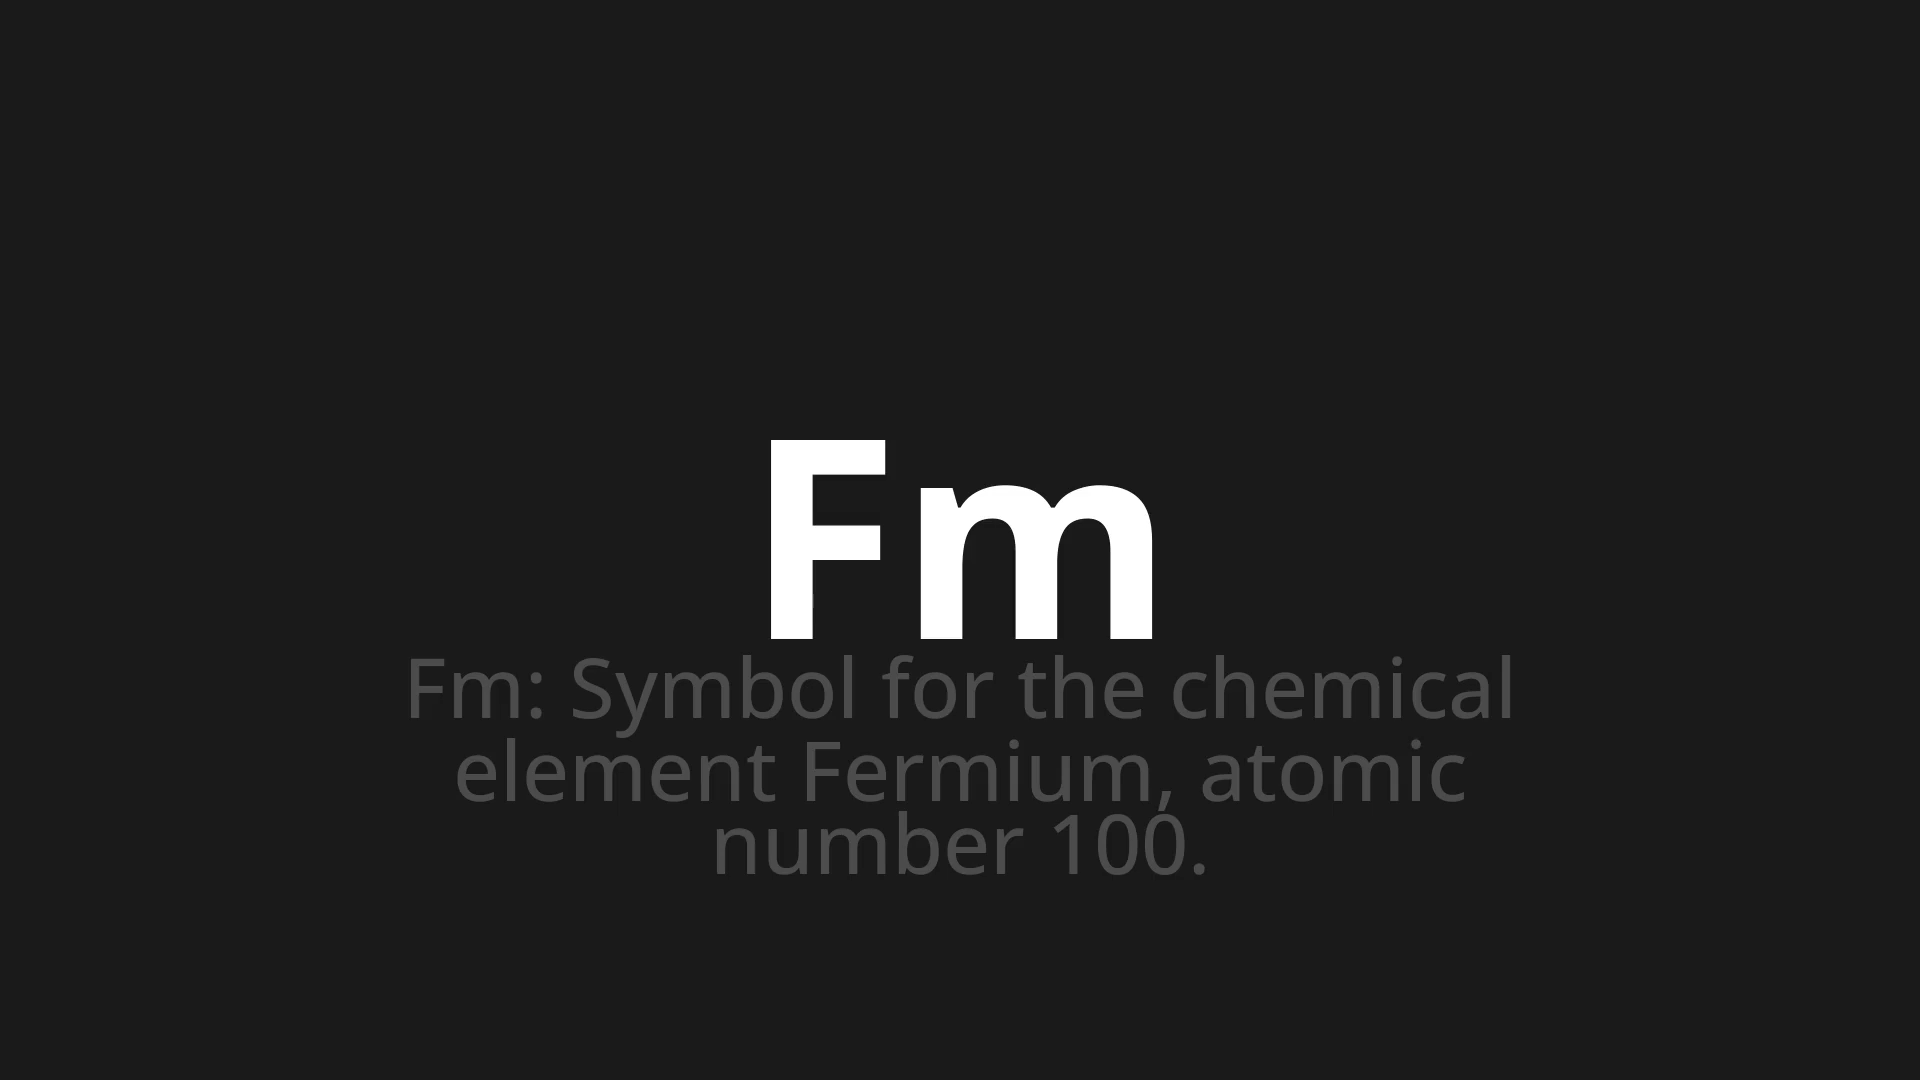 Fm
Fm: Symbol for the chemical
element Fermium, atomic
number 100.